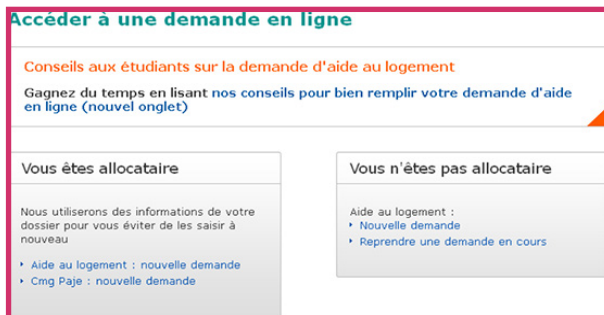 Accéder à une demande en ligne
Conseils aux étudiants sur la demande d'aide au logement
Gagnez du temps en lisant nos conseils pour bien remplir votre demande d'aide
en ligne (nouvel onglet)
Vous êtes allocataire
Nous utiliserons des informations de votre
dossier pour vous éviter de les saisir à
nouveau
Aide au logement : nouvelle demande
Cmg Paje : nouvelle demande
Vous n'êtes pas allocataire
Aide au logement :
Nouvelle demande
Reprendre une demande en cours